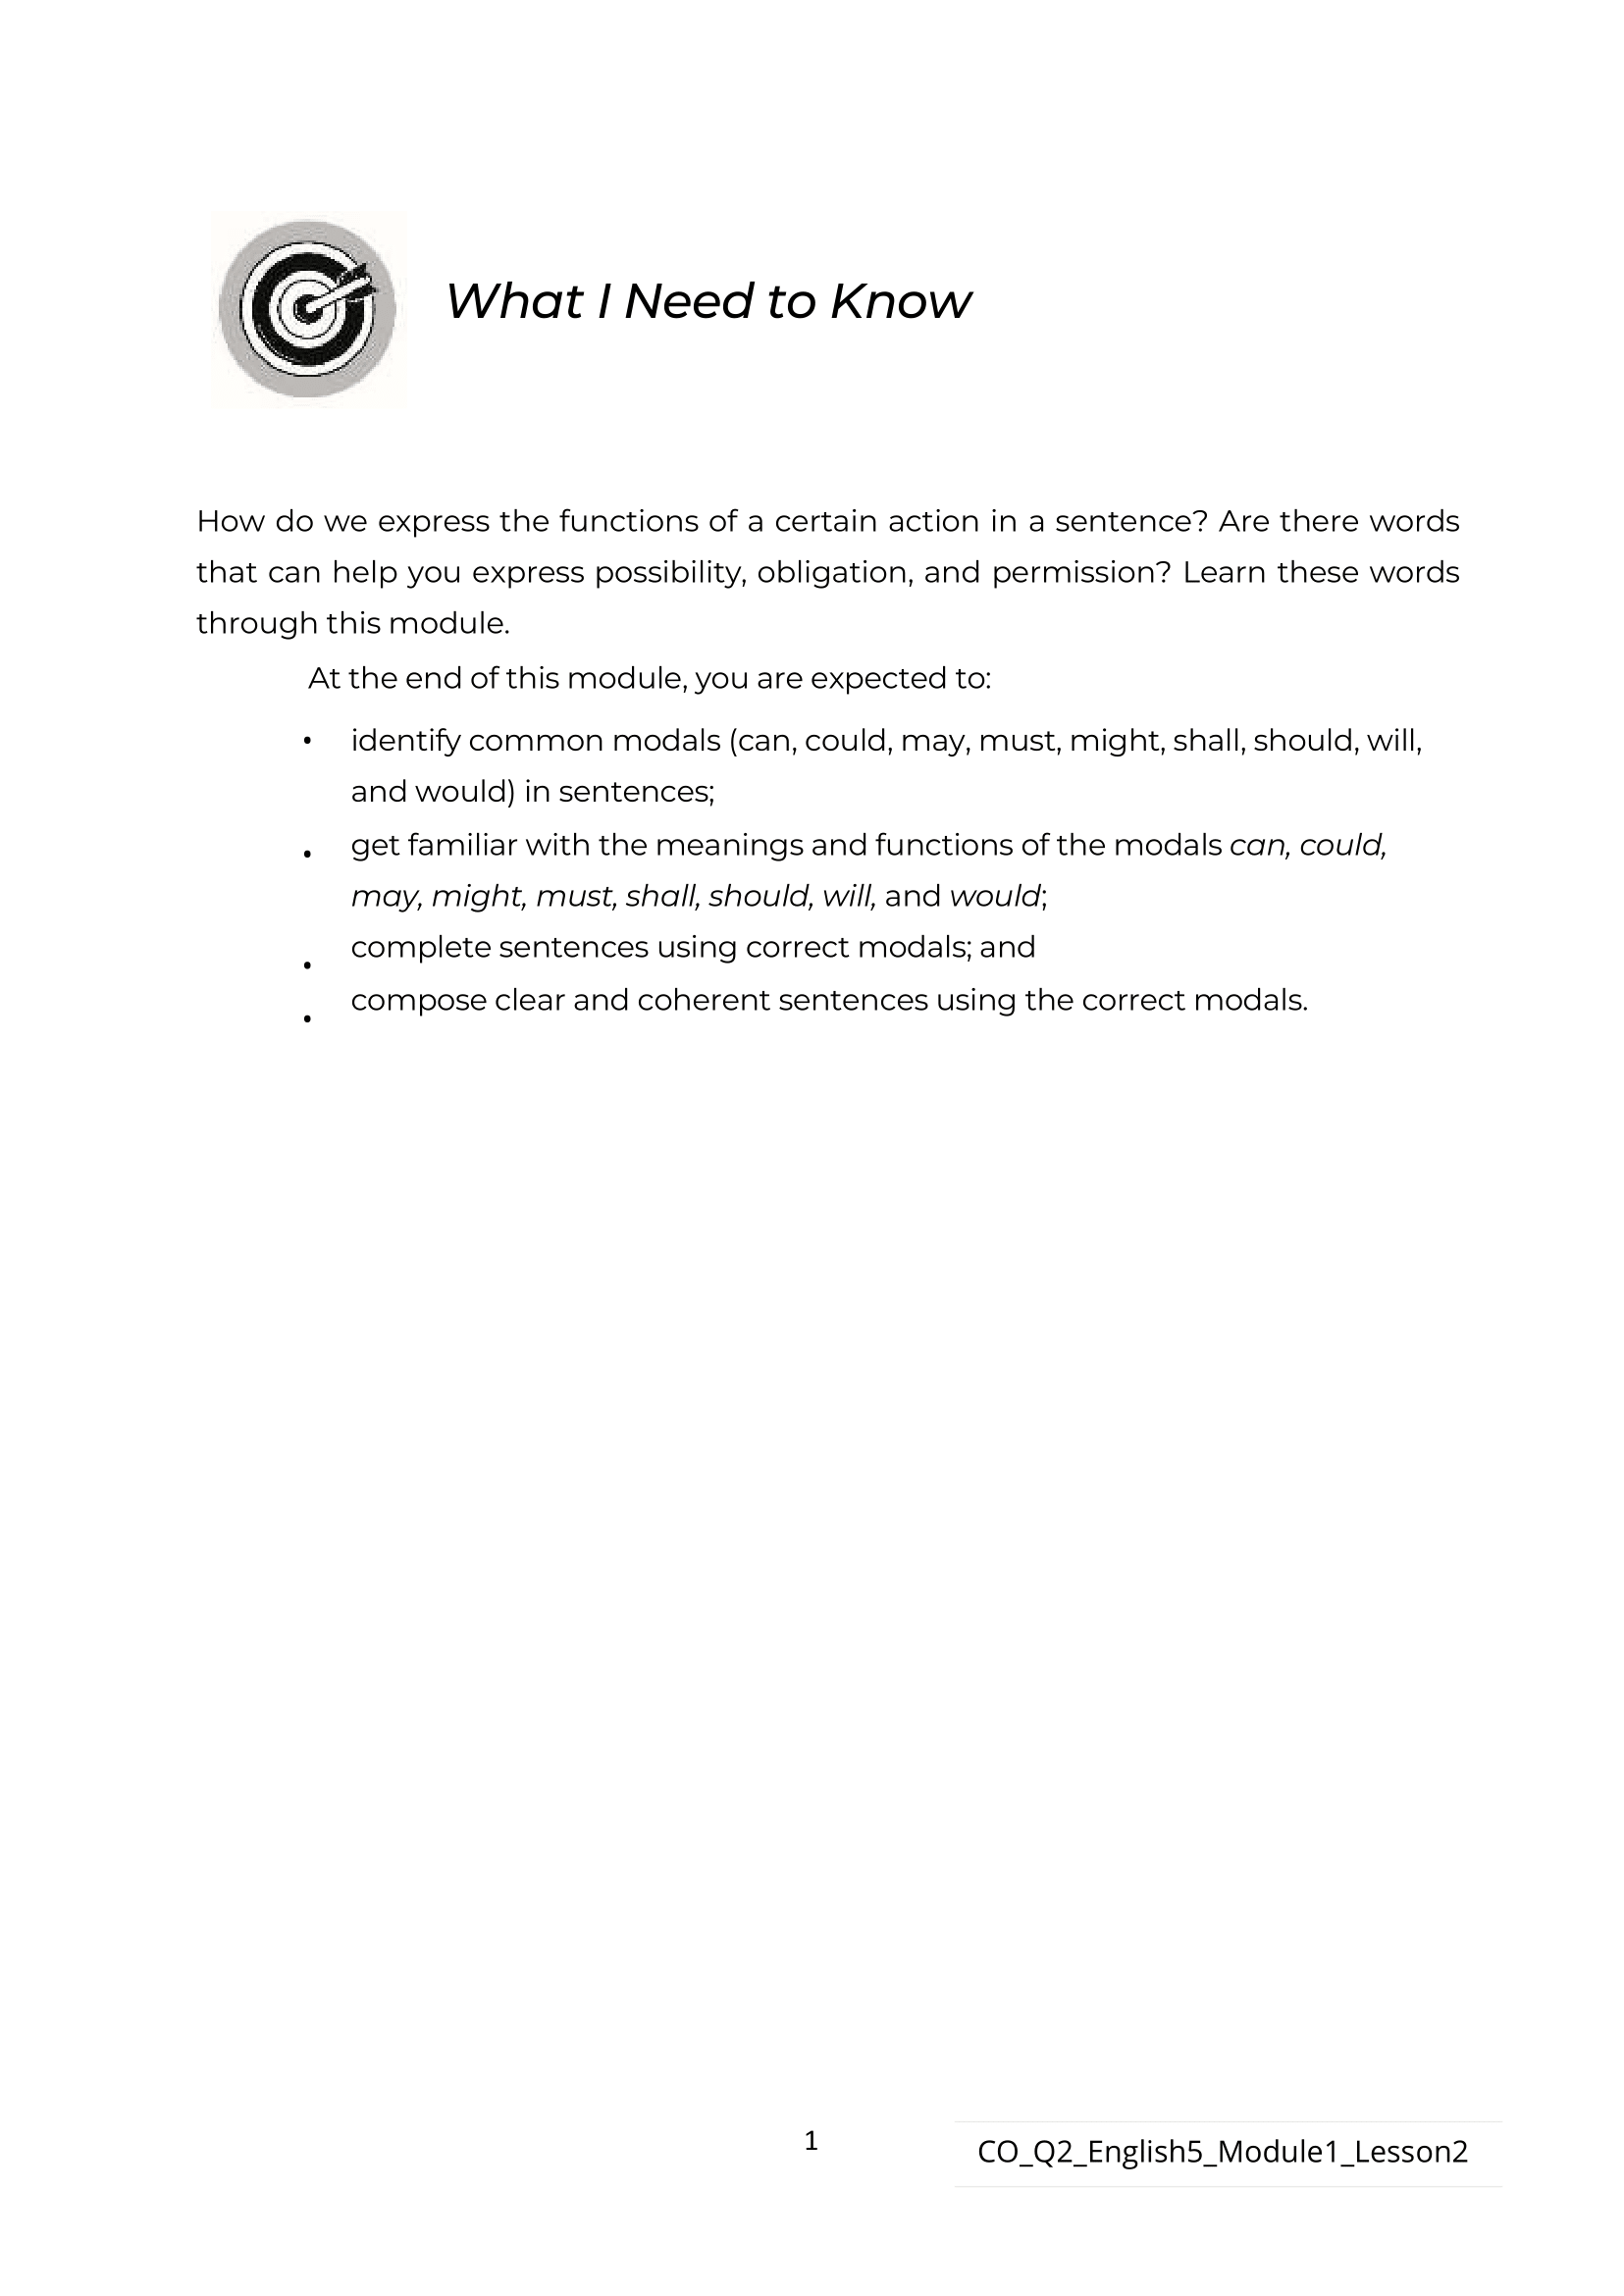 What I Need to Know
How do we express the functions of a certain action in a sentence? Are there words
that can help you express possibility, obligation, and permission? Learn these words
through this module.
At the end of this module, you are expected to:
• identify common modals (can, could, may, must, might, shall, should, will,
and would) in sentences;
• get familiar with the meanings and functions of the modals can, could,
may, might, must, shall, should, will, and would;
• complete sentences using correct modals; and
• compose clear and coherent sentences using the correct modals.
1
CO_Q2_English5_Module1_Lesson2